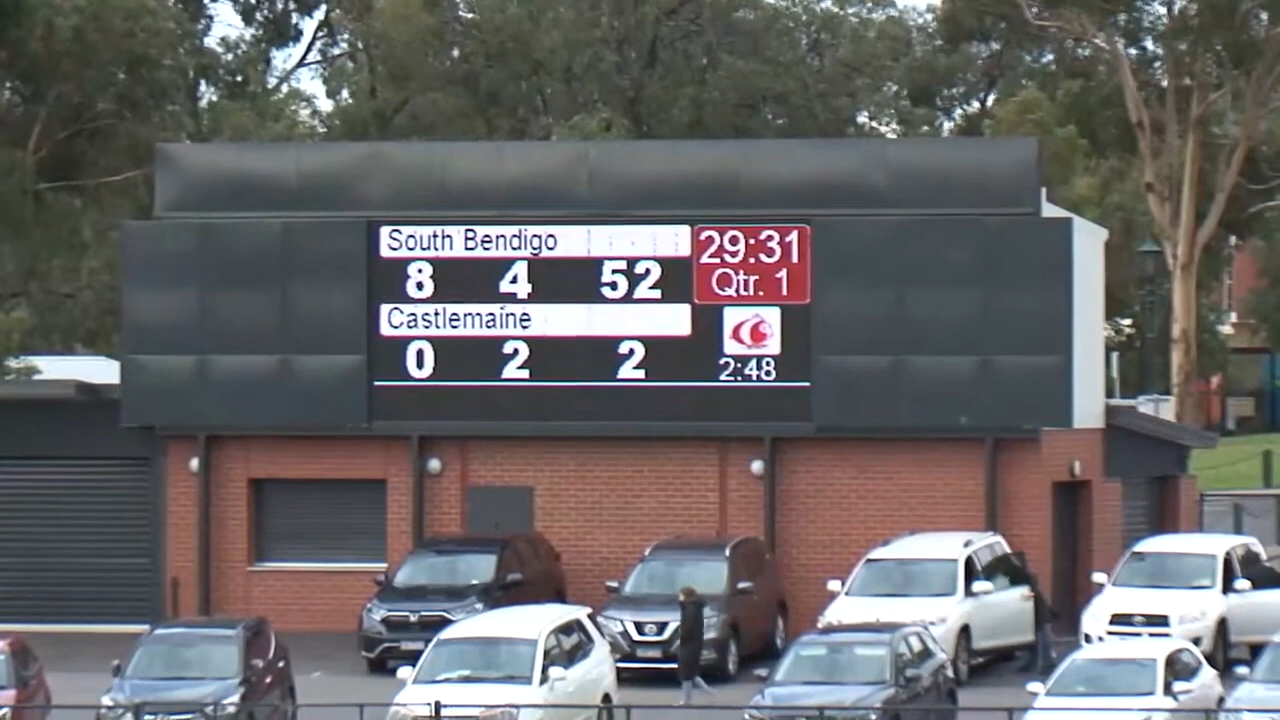 South Bendigo
29:31
8 4 52
Qtr. 1
Castlemaine
0 2 2
2:48